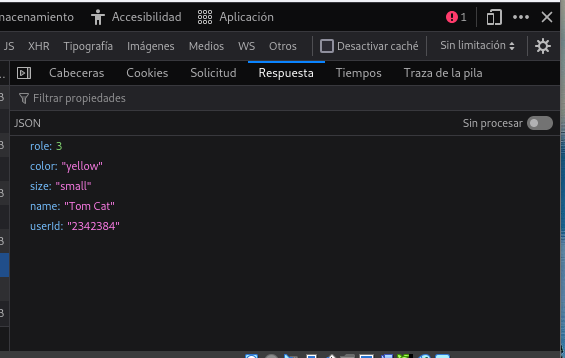 macenamiento Accesibilidad Aplicación 1
JS XHR Tipografía Imágenes Medios WS Otros Desactivar caché Sin limitación
Cabeceras Cookies Solicitud Respuesta Tiempos Traza de la pila
Filtrar propiedades
JSON Sin procesar
role: 3
color: "yellow"
size: "small"
name: "Tom Cat"
userId: "2342384"